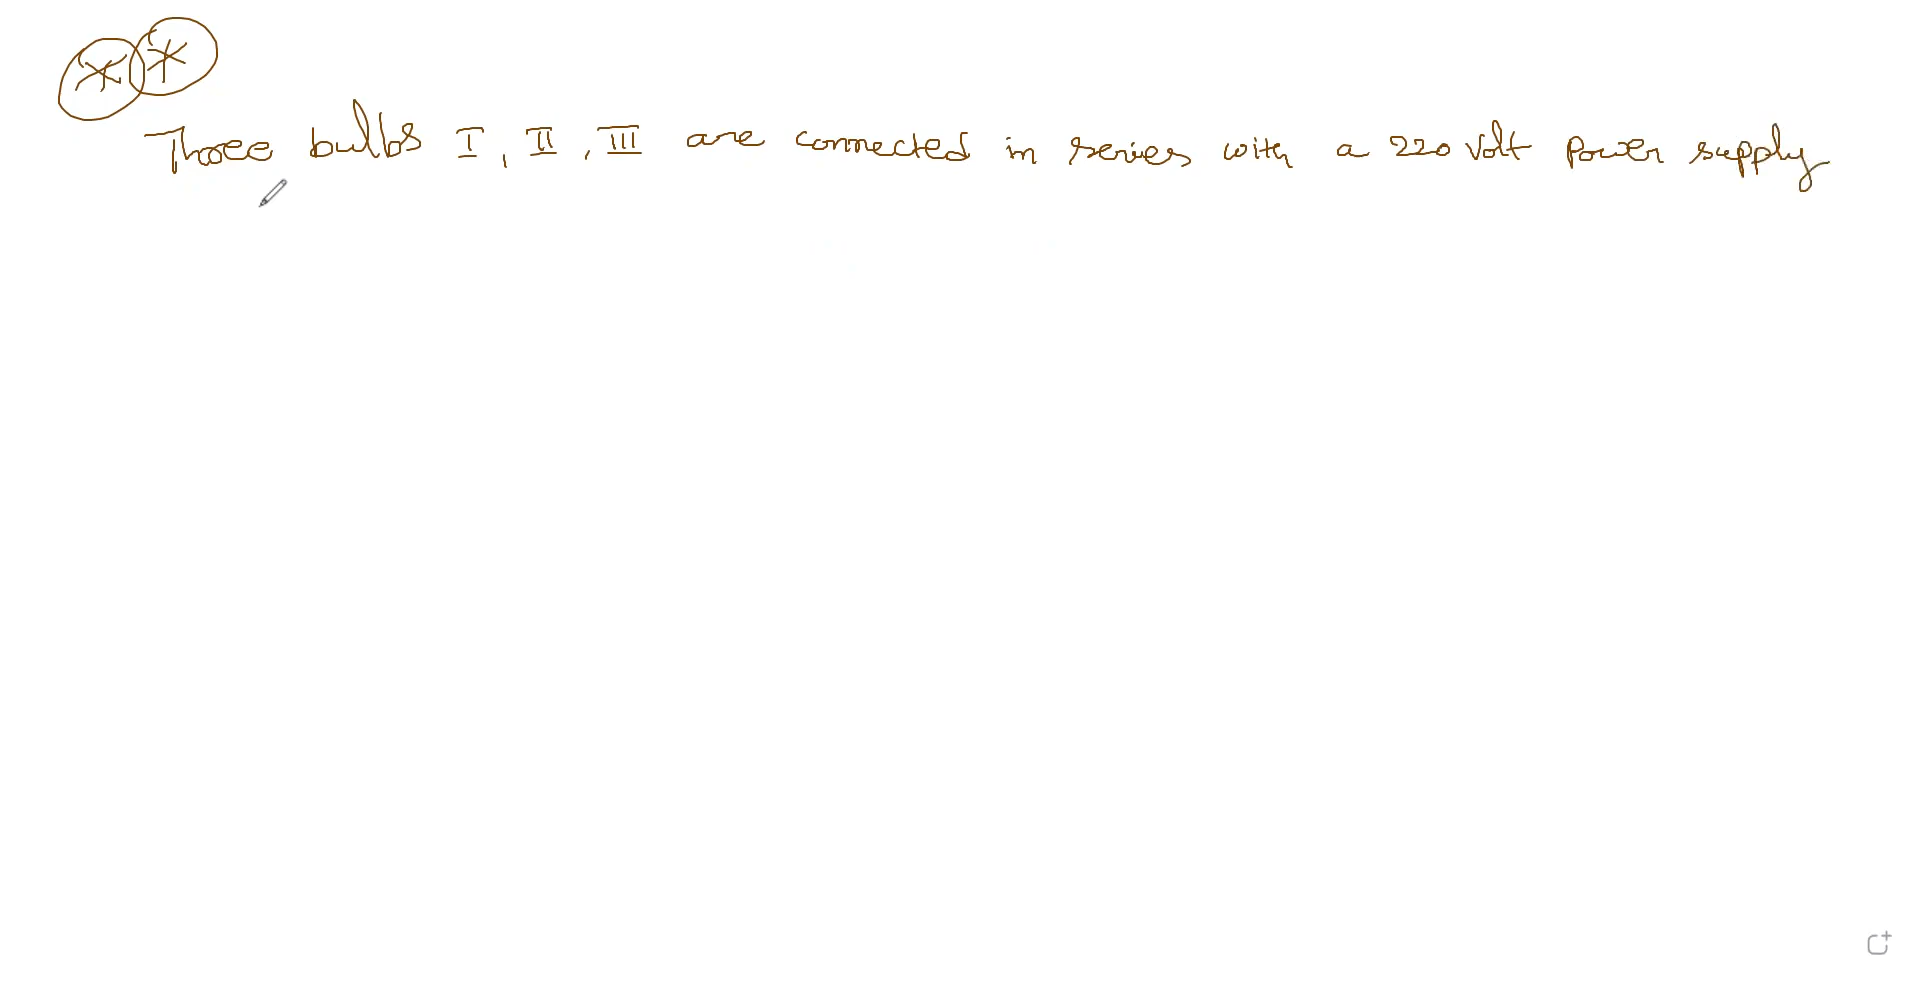 Three bulbs I, II, III are connected in series with a 220 Volt Power supply